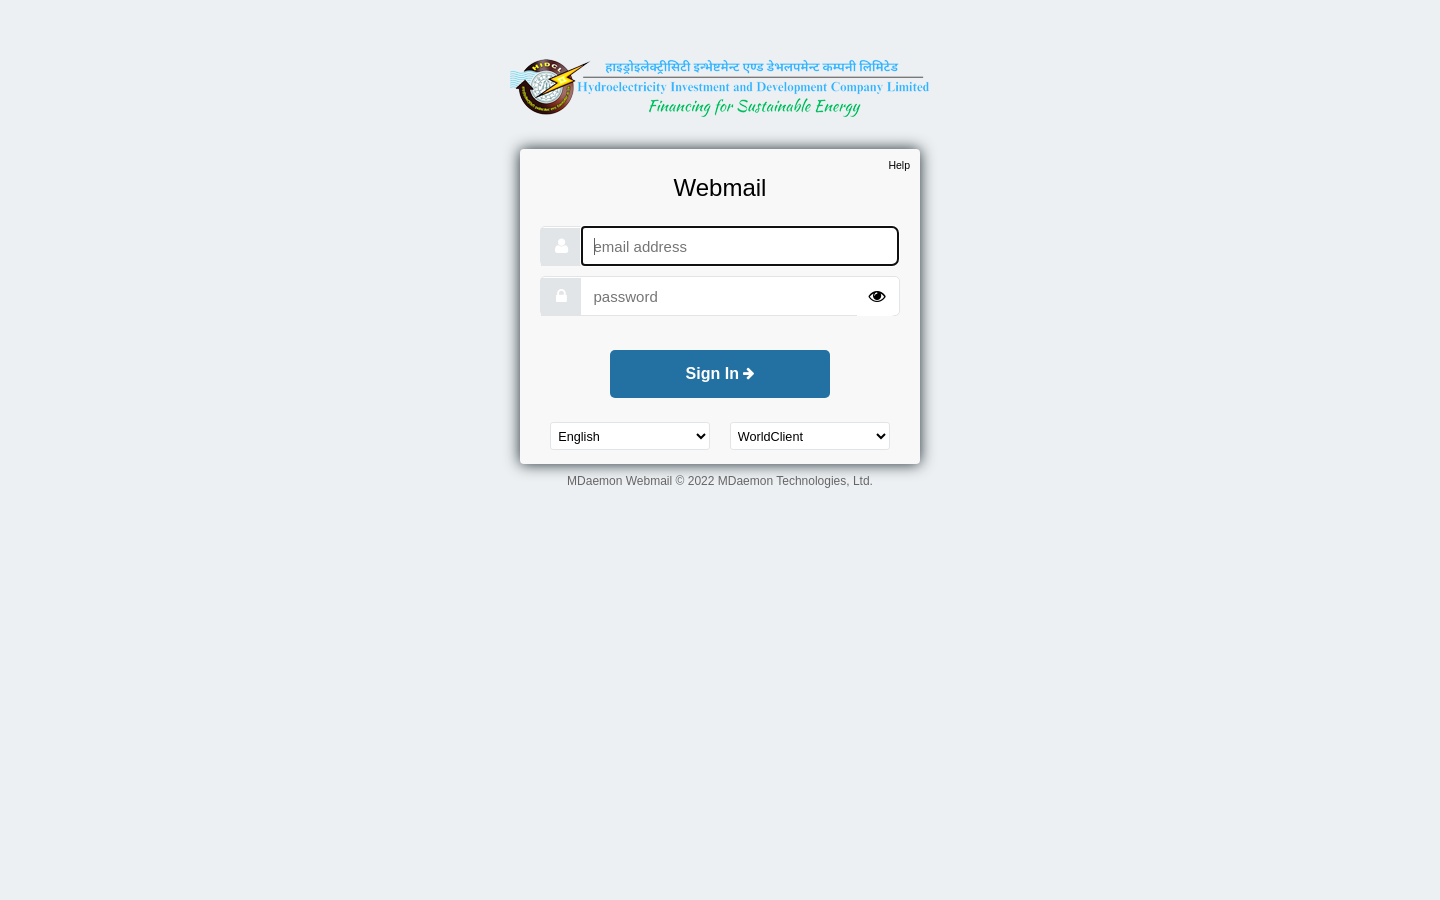 HIDCL
हाइड्रोइलेक्ट्रीसिटी इन्भेष्टमेन्ट एण्ड डेभलपमेन्ट कम्पनी लिमिटेड
Hydroelectricity Investment and Development Company Limited
Financing for Sustainable Energy
Help
Webmail
email address
password
Sign In
English WorldClient
MDaemon Webmail © 2022 MDaemon Technologies, Ltd.